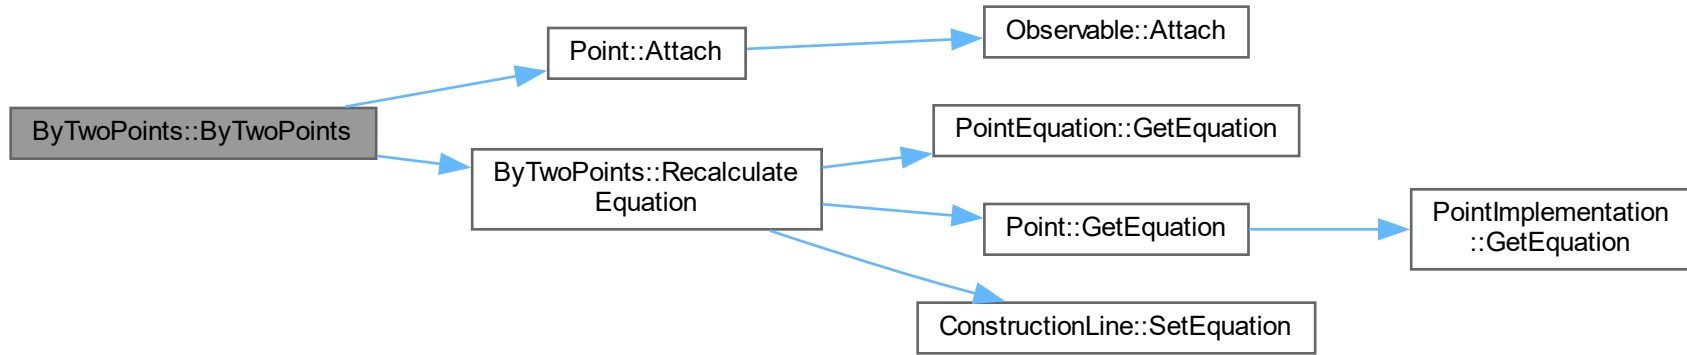 ByTwoPoints::ByTwoPoints
Point::Attach
Observable::Attach
ByTwoPoints::Recalculate
Equation
PointEquation::GetEquation
Point::GetEquation
PointImplementation
::GetEquation
ConstructionLine::SetEquation